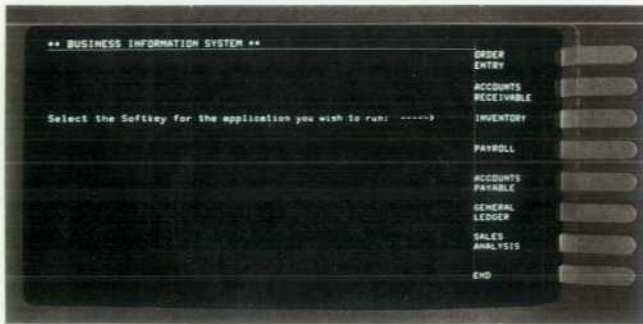 ** BUSINESS INFORMATION SYSTEM **
ORDER
ENTRY
ACCOUNTS
RECEIVABLE
Select the Softkey for the application you wish to run: ----->
INVENTORY
PAYROLL
ACCOUNTS
PAYABLE
GENERAL
LEDGER
SALES
ANALYSIS
END